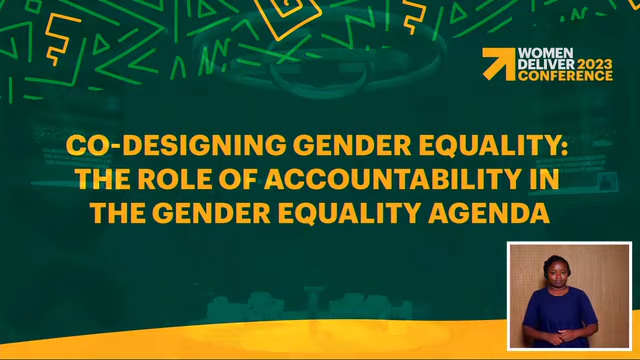 WOMEN
DELIVER 2023
CONFERENCE
CO-DESIGNING GENDER EQUALITY:
THE ROLE OF ACCOUNTABILITY IN
THE GENDER EQUALITY AGENDA